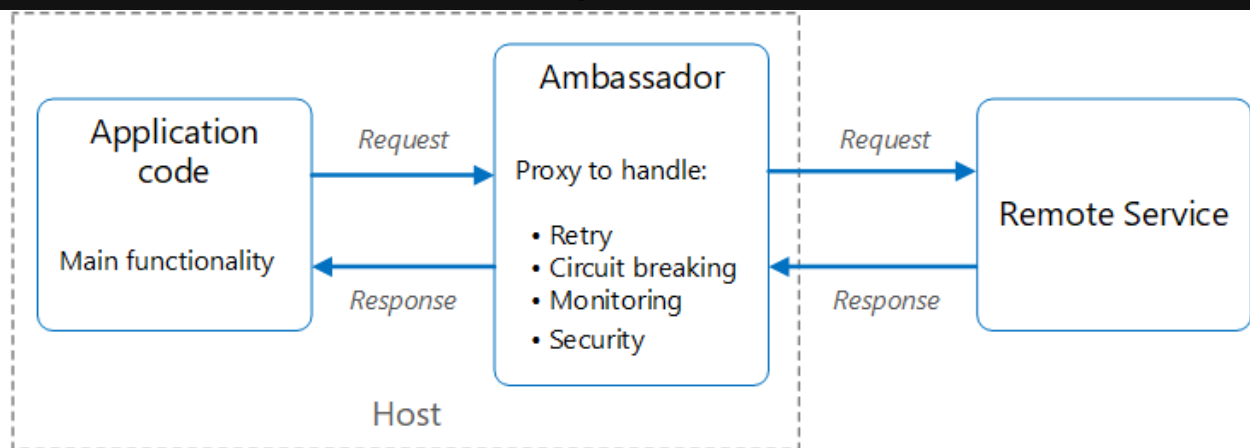 Application
code
Main functionality
Request
Response
Ambassador
Proxy to handle:
• Retry
• Circuit breaking
• Monitoring
• Security
Request
Response
Remote Service
Host